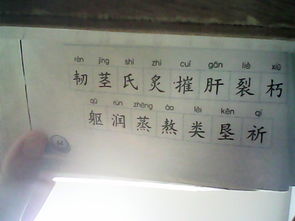 rèn jīng shì zhì cuī gān liè xiǔ
韧 茎 氏 炙 摧 肝 裂 朽
qū rùn zhēng áo lèi kěn qí
躯 润 蒸 熬 类 垦 祈